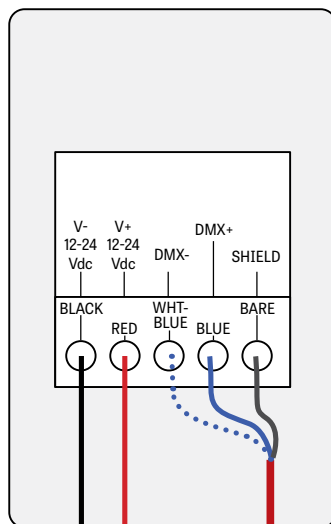 V-
12-24
Vdc
V+
12-24
Vdc
DMX-
DMX+
SHIELD
BLACK
RED
WHT-
BLUE
BLUE
BARE